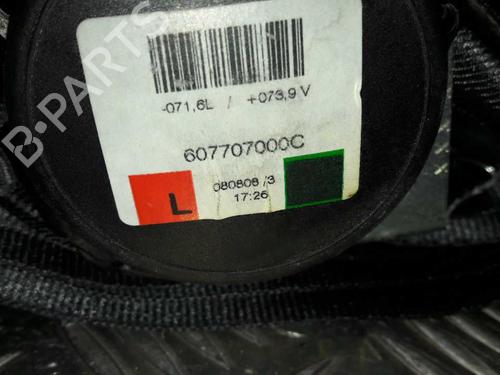 -071,6L / +073,9 V
607707000C
L
080808 /3
17:26
B-PARTS